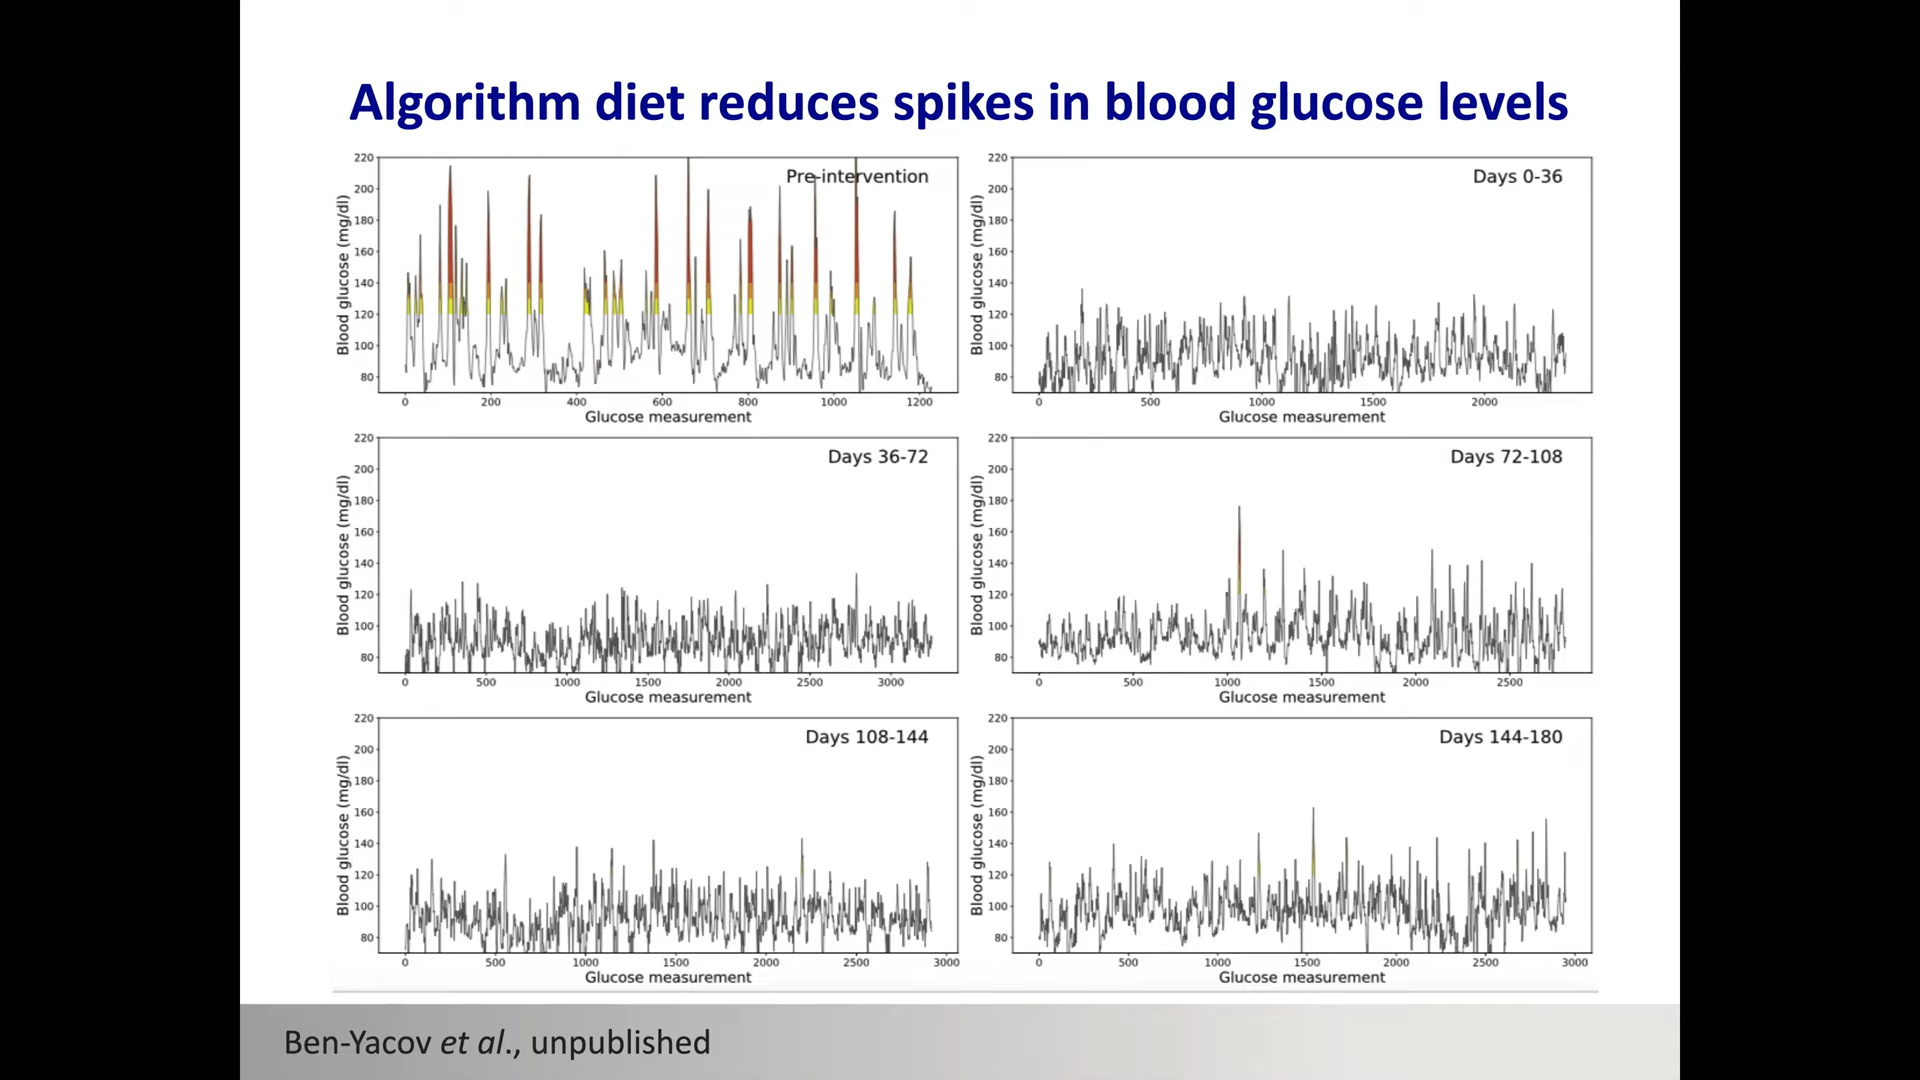 Algorithm diet reduces spikes in blood glucose levels
220
200
180
160
140
120
100
80
Blood glucose (mg/dl)
Pre-intervention
0 200 400 600 800 1000 1200
Glucose measurement
220
200
180
160
140
120
100
80
Blood glucose (mg/dl)
Days 0-36
0 500 1000 1500 2000
Glucose measurement
220
200
180
160
140
120
100
80
Blood glucose (mg/dl)
Days 36-72
0 500 1000 1500 2000 2500 3000
Glucose measurement
220
200
180
160
140
120
100
80
Blood glucose (mg/dl)
Days 72-108
0 500 1000 1500 2000 2500
Glucose measurement
220
200
180
160
140
120
100
80
Blood glucose (mg/dl)
Days 108-144
0 500 1000 1500 2000 2500 3000
Glucose measurement
220
200
180
160
140
120
100
80
Blood glucose (mg/dl)
Days 144-180
0 500 1000 1500 2000 2500 3000
Glucose measurement
Ben-Yacov et al., unpublished